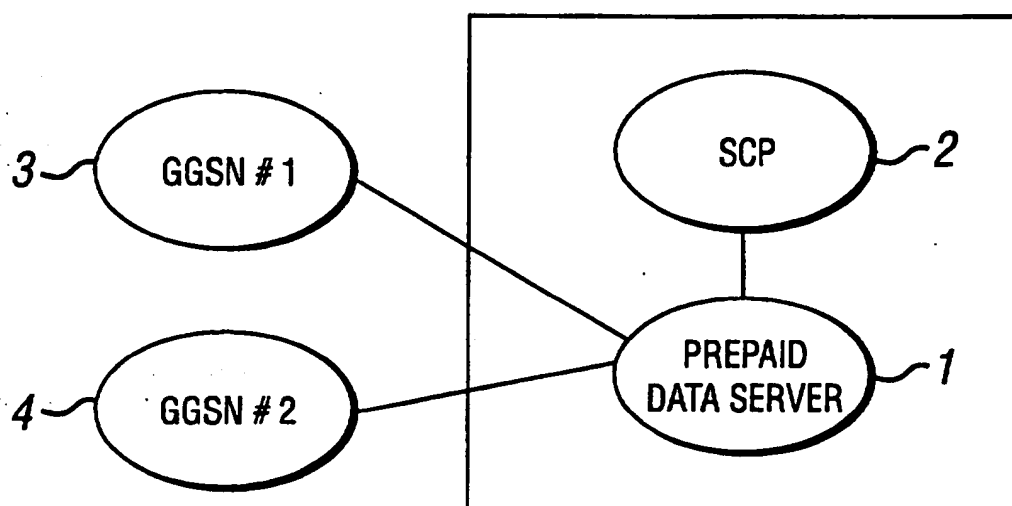 3
GGSN # 1
SCP
2
4
GGSN # 2
PREPAID
DATA SERVER
1